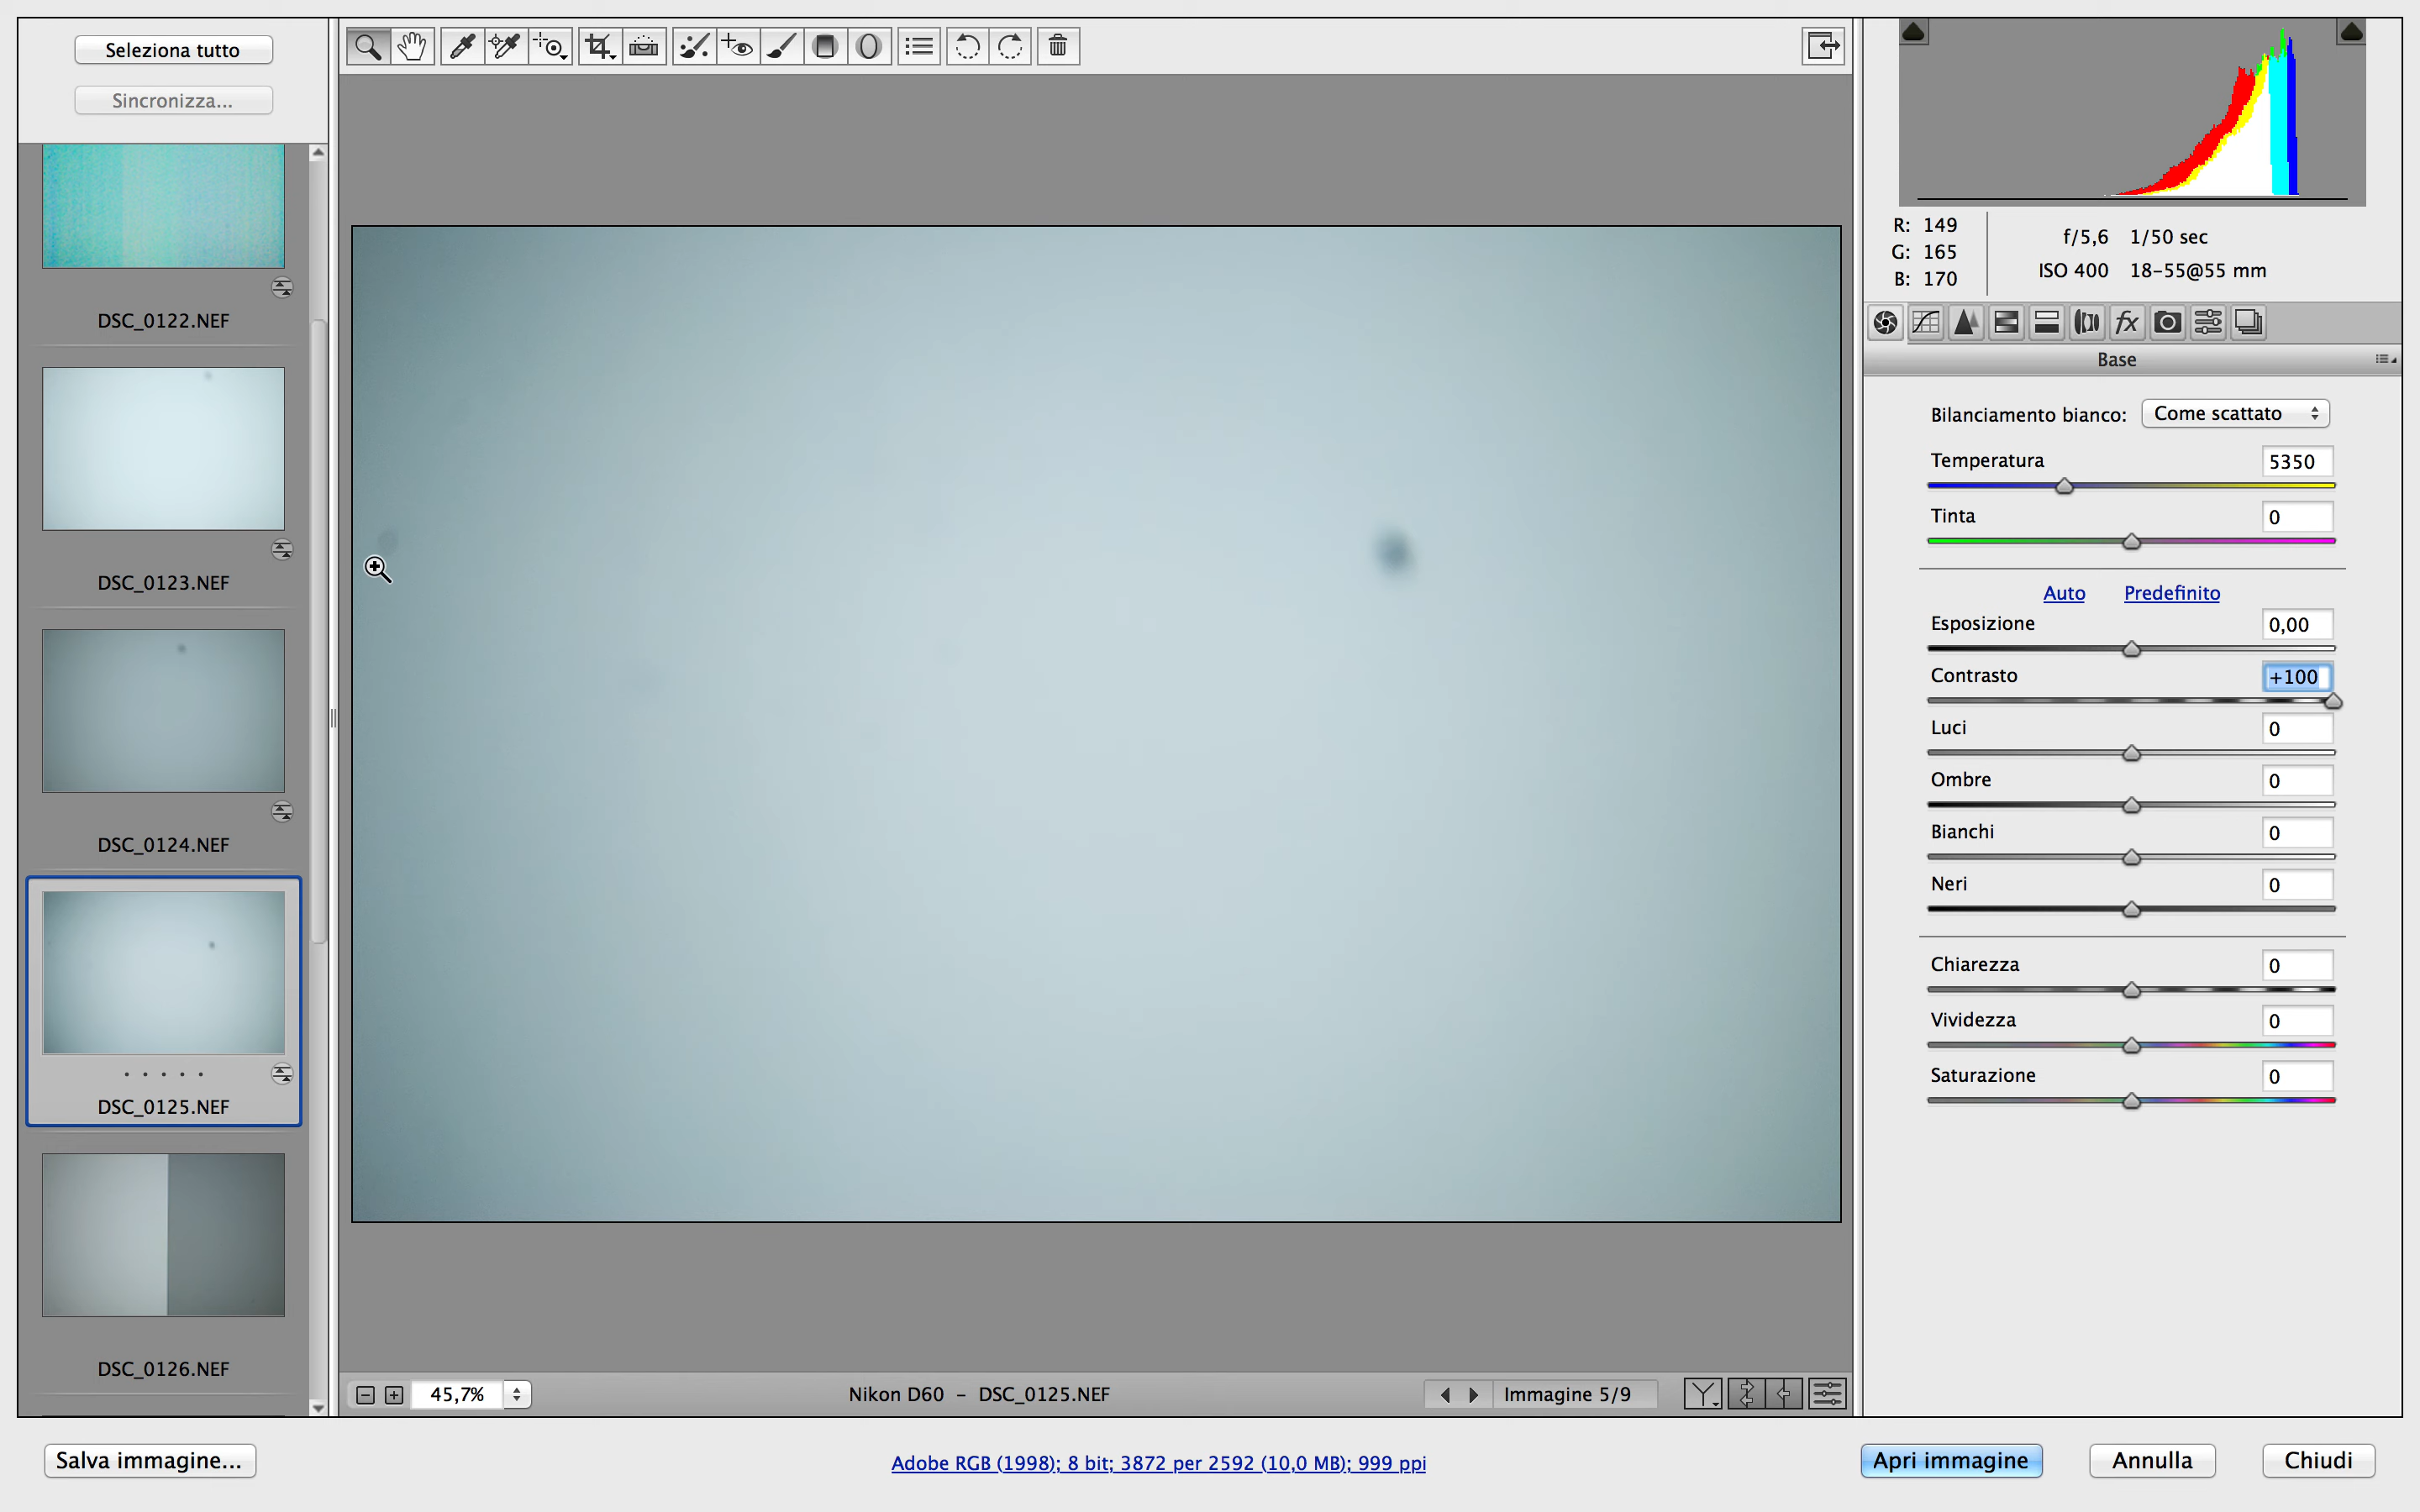 Seleziona tutto
Sincronizza...
DSC_0122.NEF
DSC_0123.NEF
DSC_0124.NEF
DSC_0125.NEF
DSC_0126.NEF
45,7%
Nikon D60 – DSC_0125.NEF
Immagine 5/9
R: 149
G: 165
B: 170
f/5,6 1/50 sec
ISO 400 18-55@55 mm
fx
Base
Bilanciamento bianco: Come scattato
Temperatura 5350
Tinta 0
Auto Predefinito
Esposizione 0,00
Contrasto +100
Luci 0
Ombre 0
Bianchi 0
Neri 0
Chiarezza 0
Vividezza 0
Saturazione 0
Salva immagine...
Adobe RGB (1998); 8 bit; 3872 per 2592 (10,0 MB); 999 ppi
Apri immagine
Annulla
Chiudi